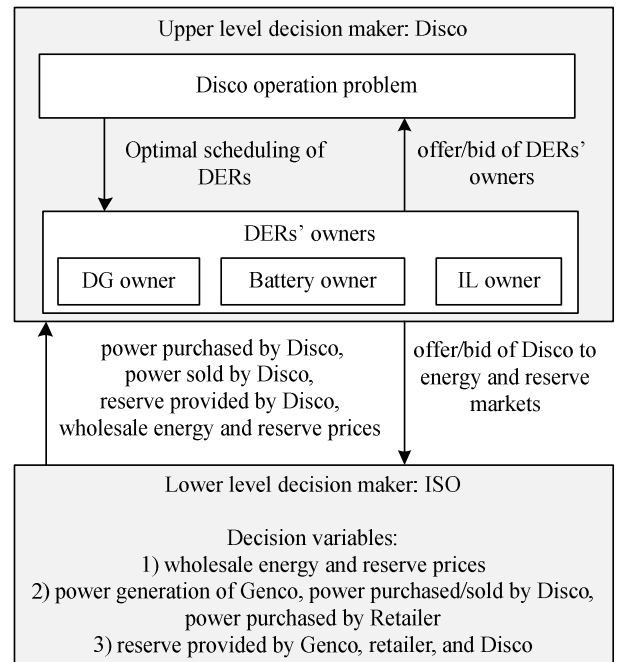 Upper level decision maker: Disco
Disco operation problem
Optimal scheduling of
DERs
offer/bid of DERs’
owners
DERs’ owners
DG owner
Battery owner
IL owner
power purchased by Disco,
power sold by Disco,
reserve provided by Disco,
wholesale energy and reserve prices
offer/bid of Disco to
energy and reserve
markets
Lower level decision maker: ISO
Decision variables:
1) wholesale energy and reserve prices
2) power generation of Genco, power purchased/sold by Disco,
power purchased by Retailer
3) reserve provided by Genco, retailer, and Disco